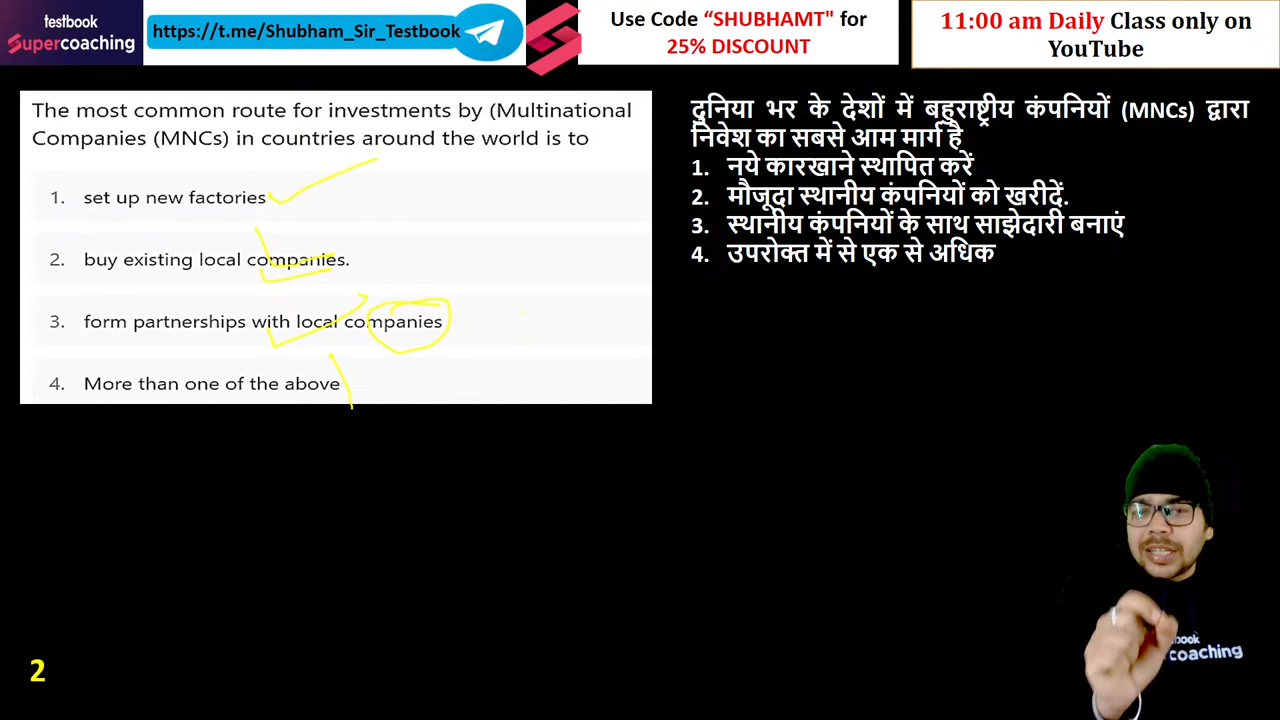 testbook
Supercoaching
https://t.me/Shubham_Sir_Testbook
Use Code “SHUBHAMT" for
25% DISCOUNT
11:00 am Daily Class only on
YouTube
The most common route for investments by (Multinational
Companies (MNCs) in countries around the world is to
1. set up new factories
2. buy existing local companies.
3. form partnerships with local companies
4. More than one of the above
दुनिया भर के देशों में बहुराष्ट्रीय कंपनियों (MNCs) द्वारा
निवेश का सबसे आम मार्ग है
1. नये कारखाने स्थापित करें
2. मौजूदा स्थानीय कंपनियों को खरीदें.
3. स्थानीय कंपनियों के साथ साझेदारी बनाएं
4. उपरोक्त में से एक से अधिक
book
coaching
2